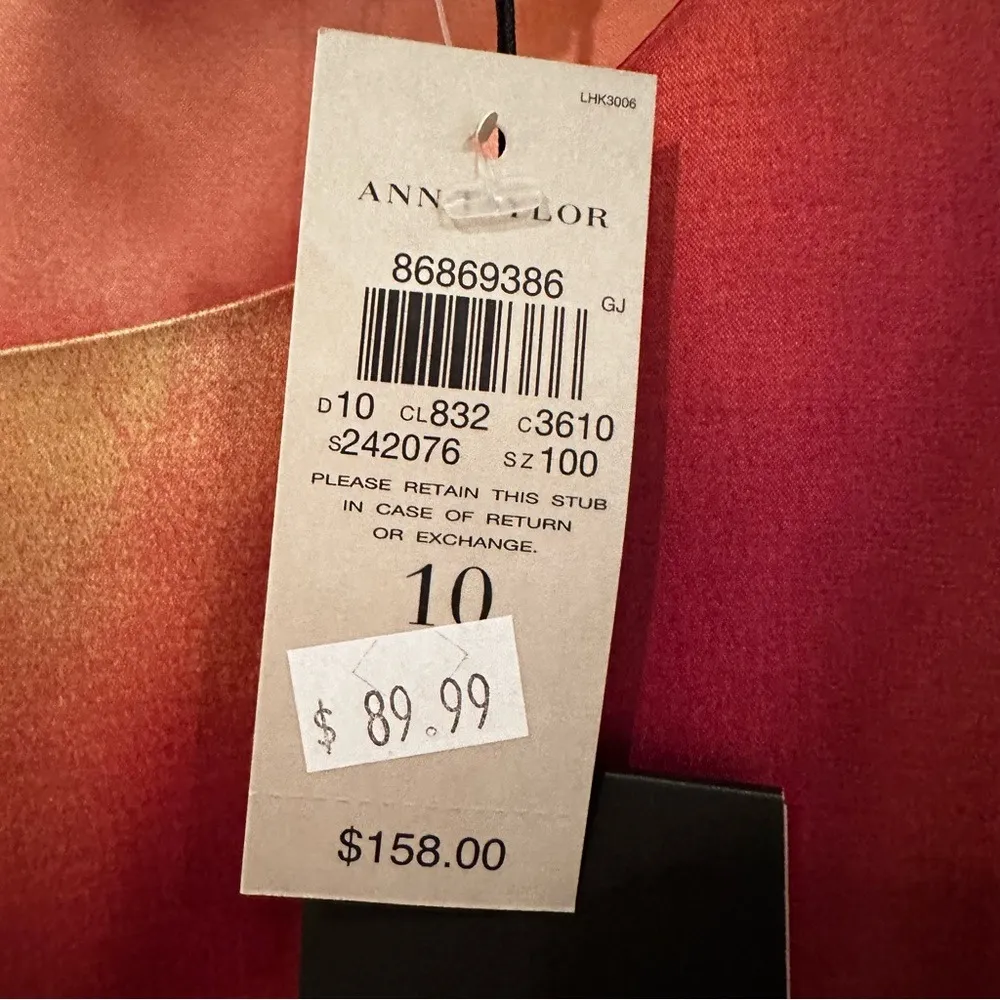 LHK3006
ANN TAYLOR
86869386
GJ
D10 CL832 C3610
S242076 SZ100
PLEASE RETAIN THIS STUB
IN CASE OF RETURN
OR EXCHANGE.
10
$ 89.99
$158.00